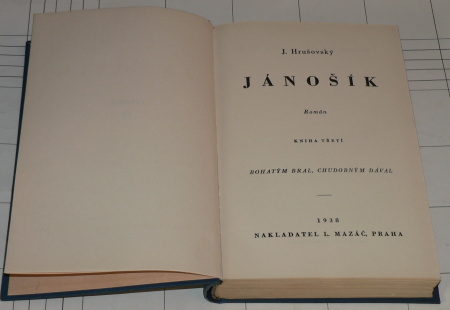 J. Hrušovský
JÁNOŠÍK
Román
KNIHA TŘETÍ
BOHATÝM BRAL, CHUDOBNÝM DÁVAL
1938
NAKLADATEL L. MAZÁČ, PRAHA